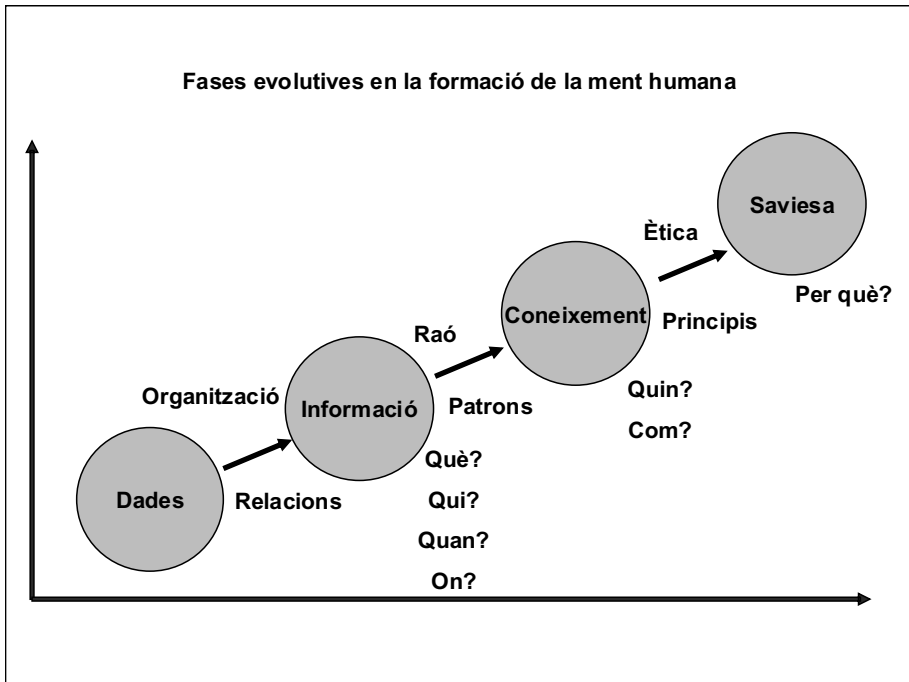 Fases evolutives en la formació de la ment humana
Saviesa
Ètica
Per què?
Coneixement
Principis
Raó
Quin?
Com?
Organització
Informació
Patrons
Què?
Qui?
Quan?
On?
Dades
Relacions